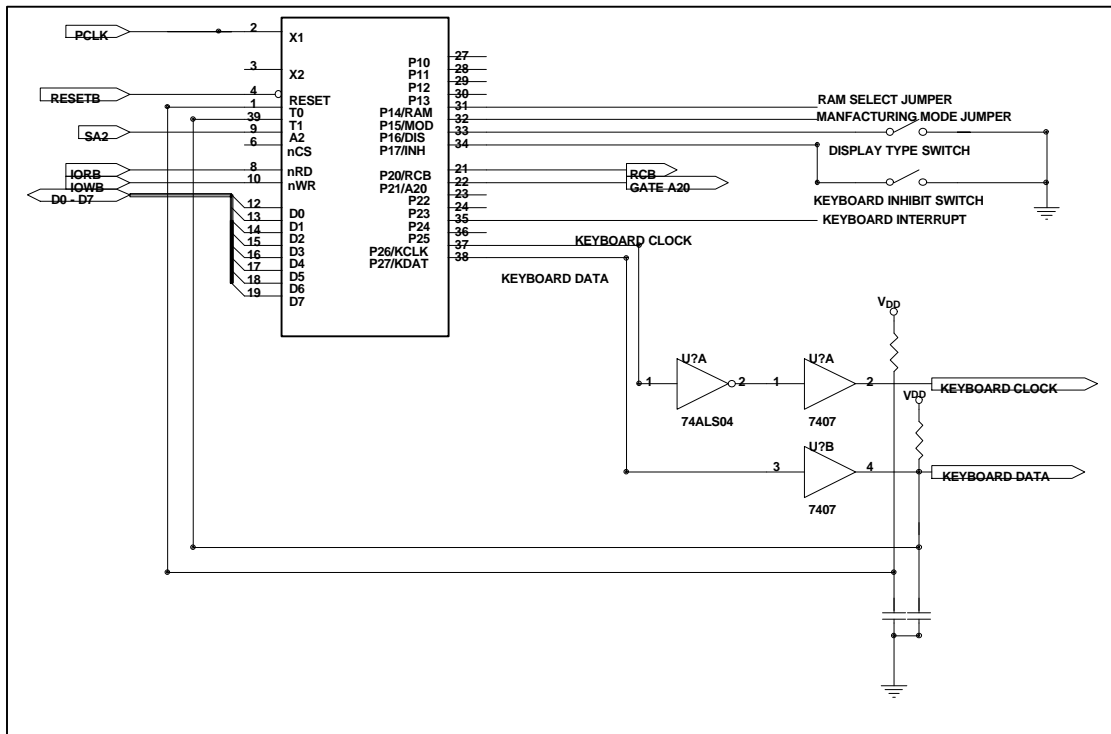 PCLK
2
X1
3
X2
RESETB
4
RESET
1
T0
39
T1
SA2
9
A2
6
nCS
IORB
8
nRD
IOWB
10
nWR
D0 - D7
12
D0
13
D1
14
D2
15
D3
16
D4
17
D5
18
D6
19
D7
P10
27
P11
28
P12
29
P13
30
P14/RAM
31
RAM SELECT JUMPER
P15/MOD
32
MANFACTURING MODE JUMPER
P16/DIS
33
DISPLAY TYPE SWITCH
P17/INH
34
KEYBOARD INHIBIT SWITCH
P20/RCB
21
RCB
P21/A20
22
GATE A20
P22
23
P23
24
P24
35
KEYBOARD INTERRUPT
P25
36
P26/KCLK
37
KEYBOARD CLOCK
P27/KDAT
38
KEYBOARD DATA
VDD
U?A
1
2
74ALS04
U?A
1
2
7407
KEYBOARD CLOCK
VDD
U?B
3
4
7407
KEYBOARD DATA